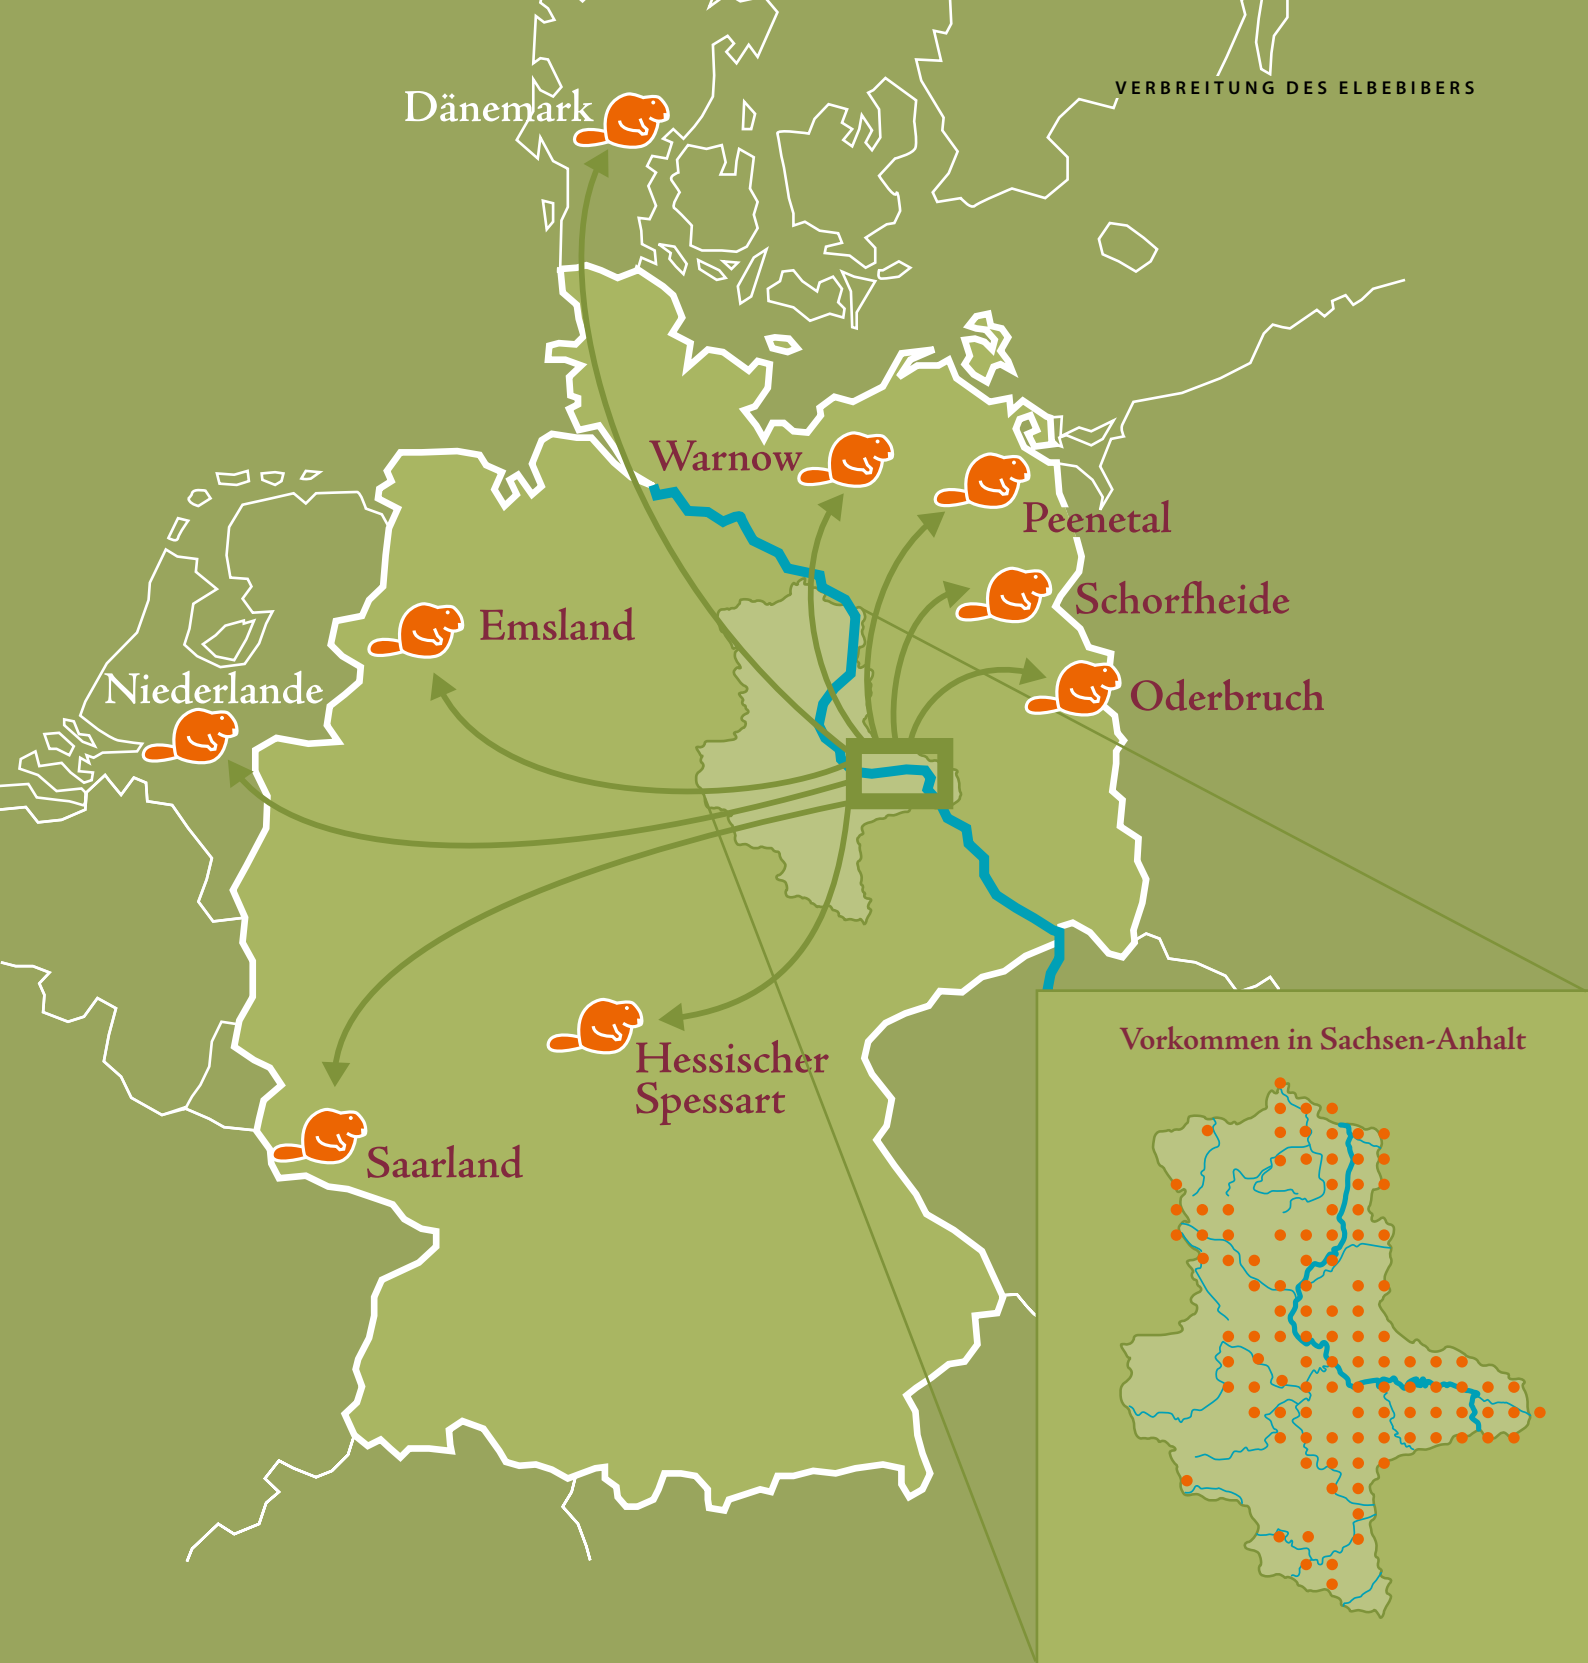 VERBREITUNG DES ELBEBIBERS
Dänemark
Warnow
Peenetal
Schorfheide
Emsland
Niederlande
Oderbruch
Hessischer
Spessart
Saarland
Vorkommen in Sachsen-Anhalt